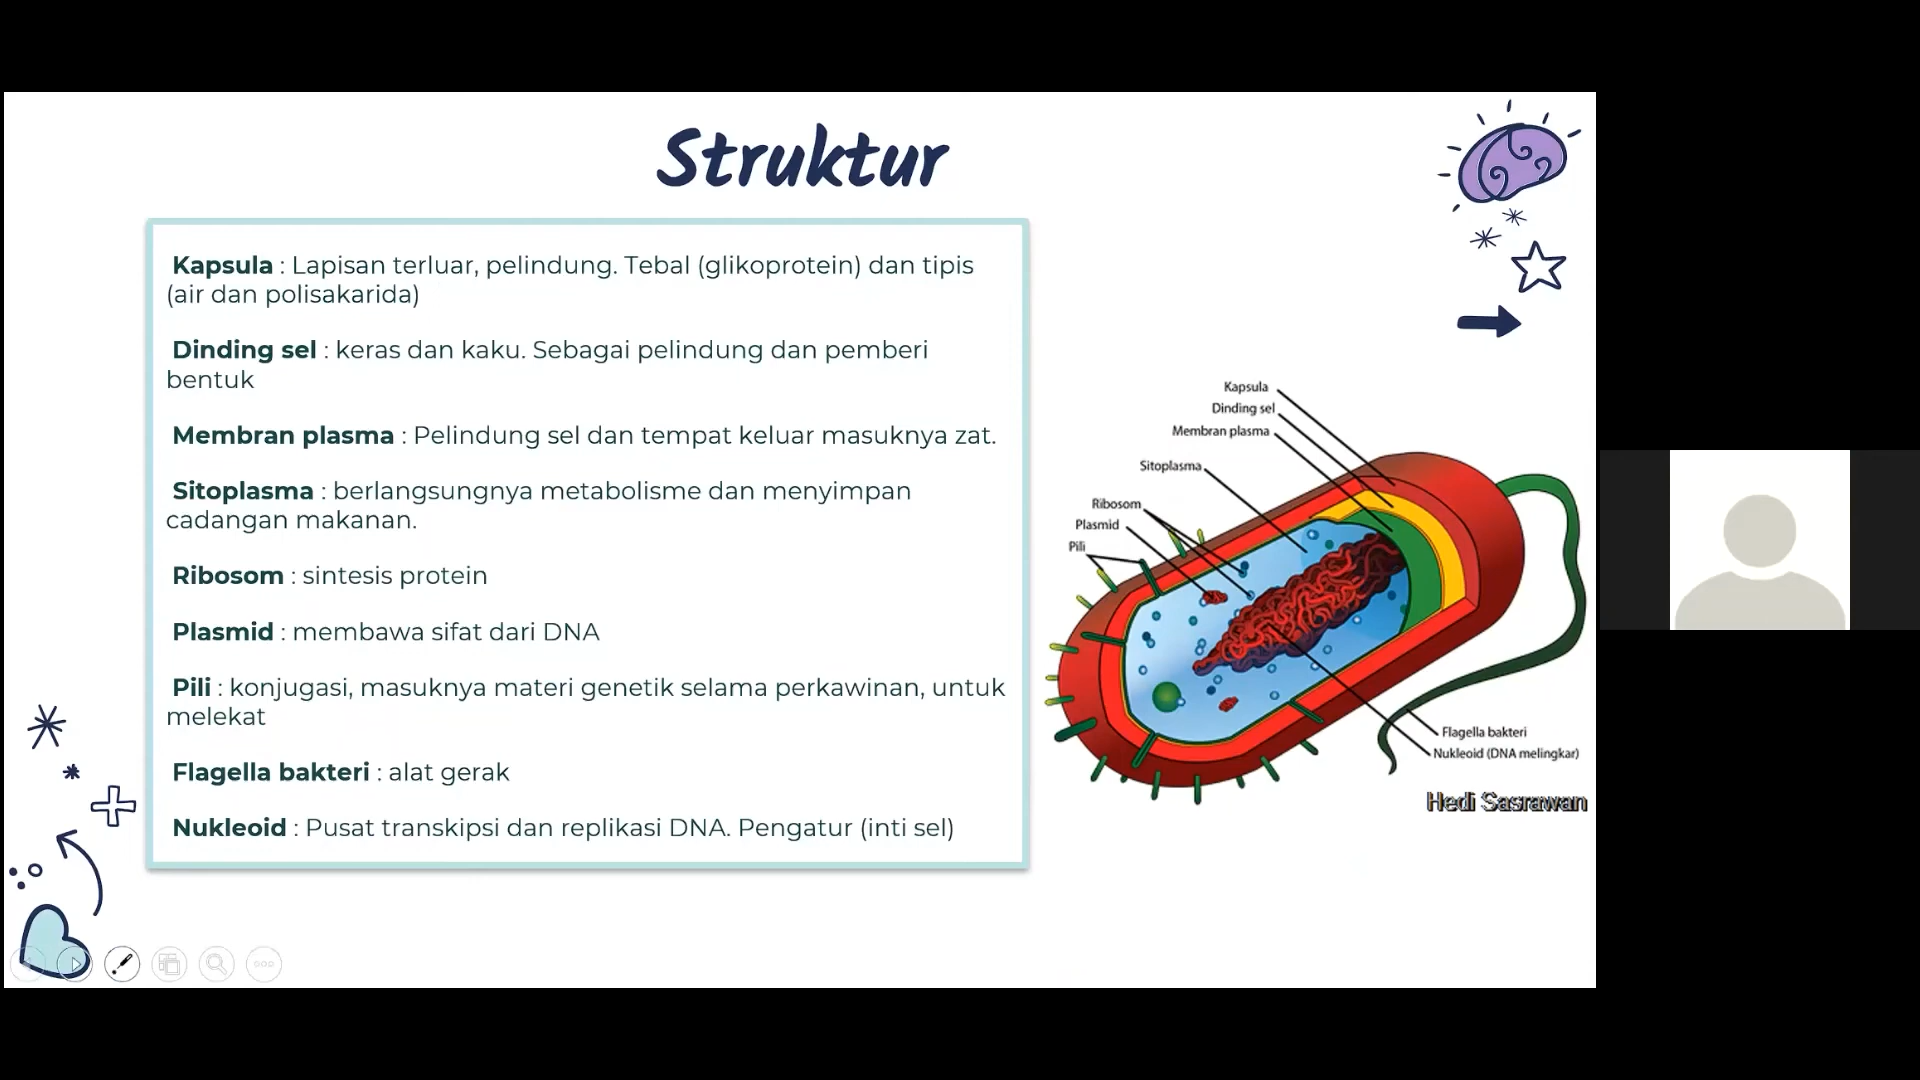 Struktur
Kapsula : Lapisan terluar, pelindung. Tebal (glikoprotein) dan tipis
(air dan polisakarida)
Dinding sel : keras dan kaku. Sebagai pelindung dan pemberi
bentuk
Membran plasma : Pelindung sel dan tempat keluar masuknya zat.
Sitoplasma : berlangsungnya metabolisme dan menyimpan
cadangan makanan.
Ribosom : sintesis protein
Plasmid : membawa sifat dari DNA
Pili : konjugasi, masuknya materi genetik selama perkawinan, untuk
melekat
Flagella bakteri : alat gerak
Nukleoid : Pusat transkipsi dan replikasi DNA. Pengatur (inti sel)
Kapsula
Dinding sel
Membran plasma
Sitoplasma
Ribosom
Plasmid
Pili
Flagella bakteri
Nukleoid (DNA melingkar)
Hedi Sasrawan